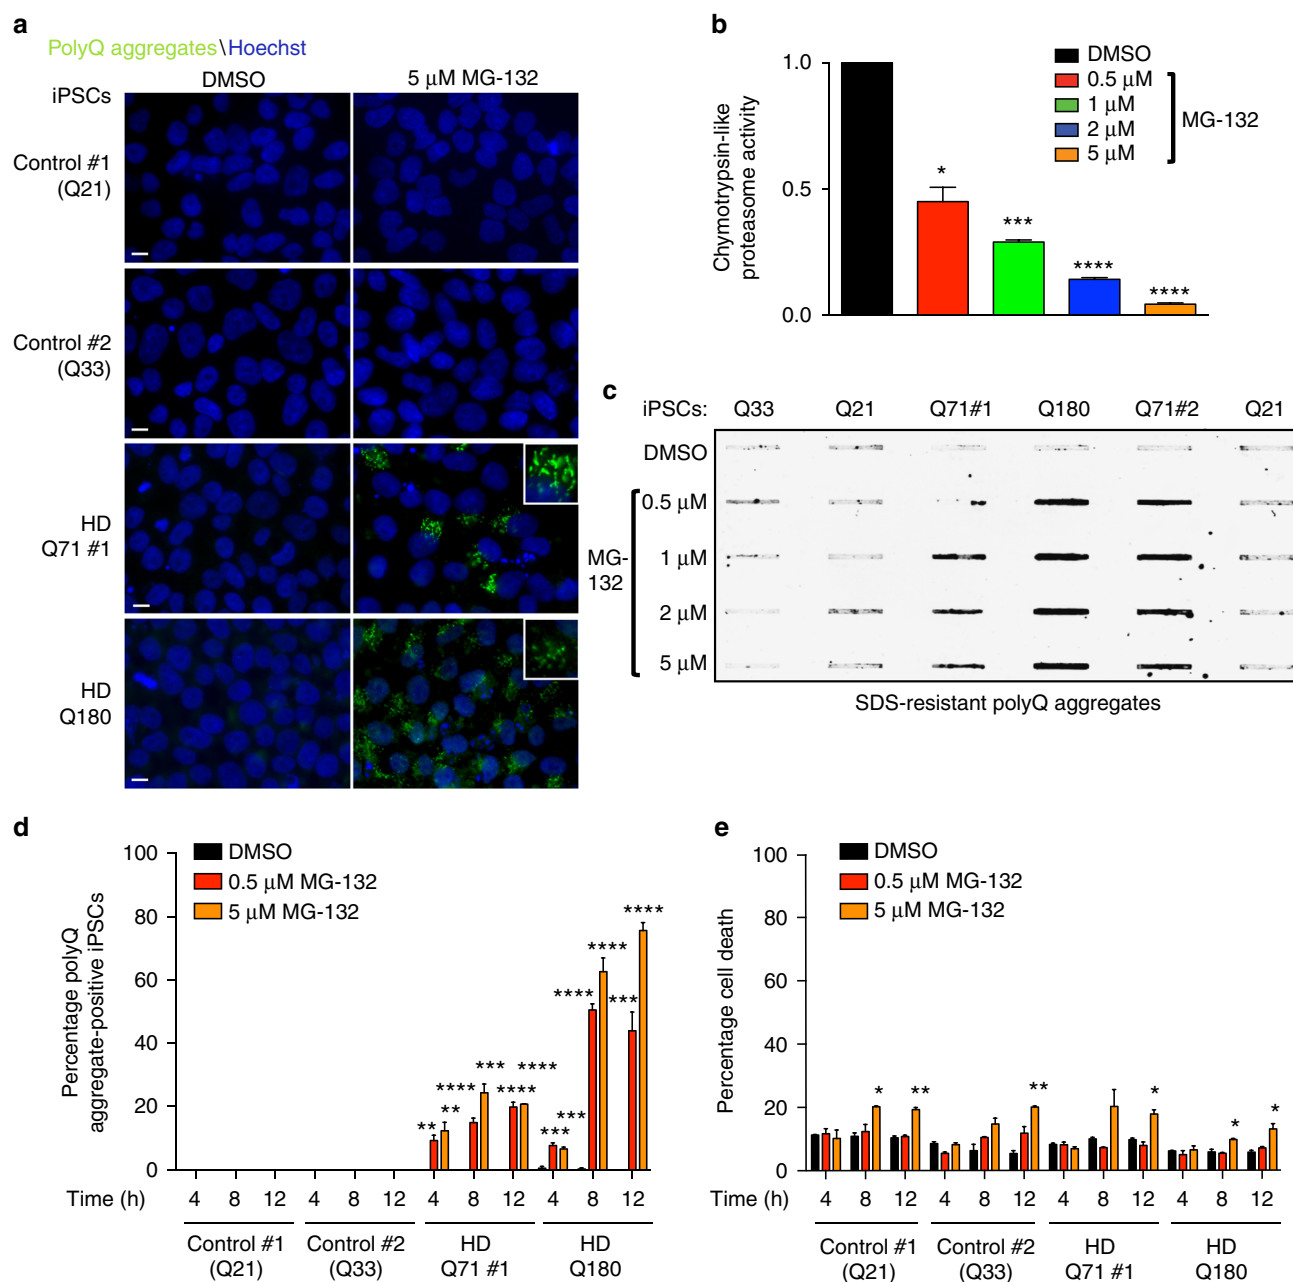 a
PolyQ aggregates\Hoechst
iPSCs
DMSO
5 μM MG-132
Control #1
(Q21)
Control #2
(Q33)
HD
Q71 #1
HD
Q180
b
Chymotrypsin-like
proteasome activity
1.0
0.5
0.0
*
***
****
****
DMSO
0.5 μM
1 μM
2 μM
5 μM
MG-132
c
iPSCs: Q33 Q21 Q71#1 Q180 Q71#2 Q21
DMSO
0.5 μM
1 μM
2 μM
5 μM
MG-
132
SDS-resistant polyQ aggregates
d
DMSO
0.5 μM MG-132
5 μM MG-132
Percentage polyQ
aggregate-positive iPSCs
100
80
60
40
20
0
** ** **** *** **** ****
*** *** **** **** *** ****
Time (h) 4 8 12 4 8 12 4 8 12 4 8 12
Control #1
(Q21)
Control #2
(Q33)
HD
Q71 #1
HD
Q180
e
DMSO
0.5 μM MG-132
5 μM MG-132
Percentage cell death
100
80
60
40
20
0
* ** ** * * *
Time (h) 4 8 12 4 8 12 4 8 12 4 8 12
Control #1
(Q21)
Control #2
(Q33)
HD
Q71 #1
HD
Q180